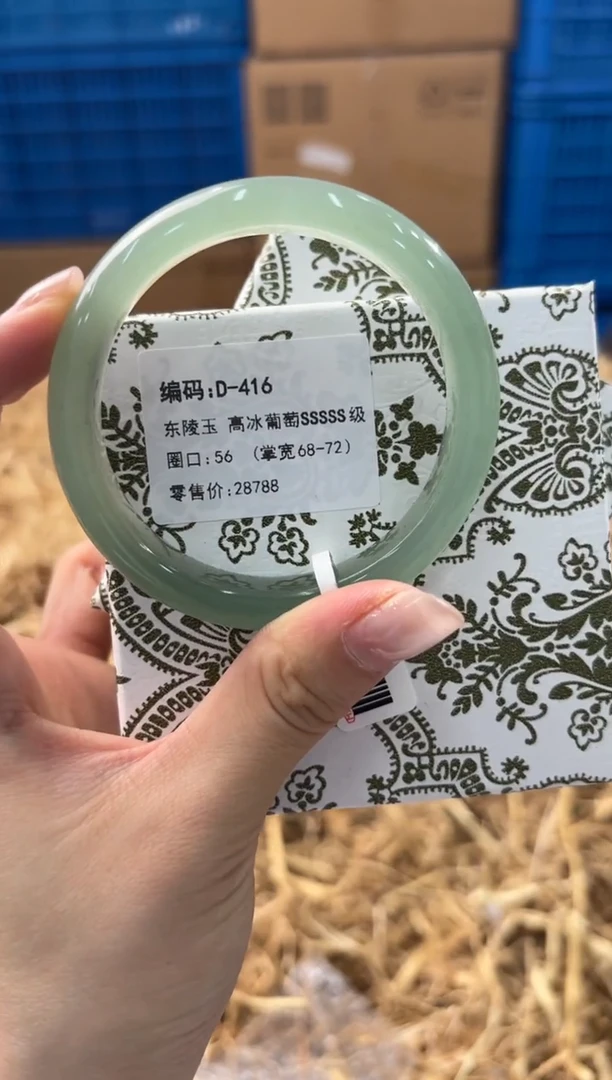 编码:D-416
东陵玉 高冰葡萄SSSSS级
圈口:56 (掌宽68-72)
零售价:28788